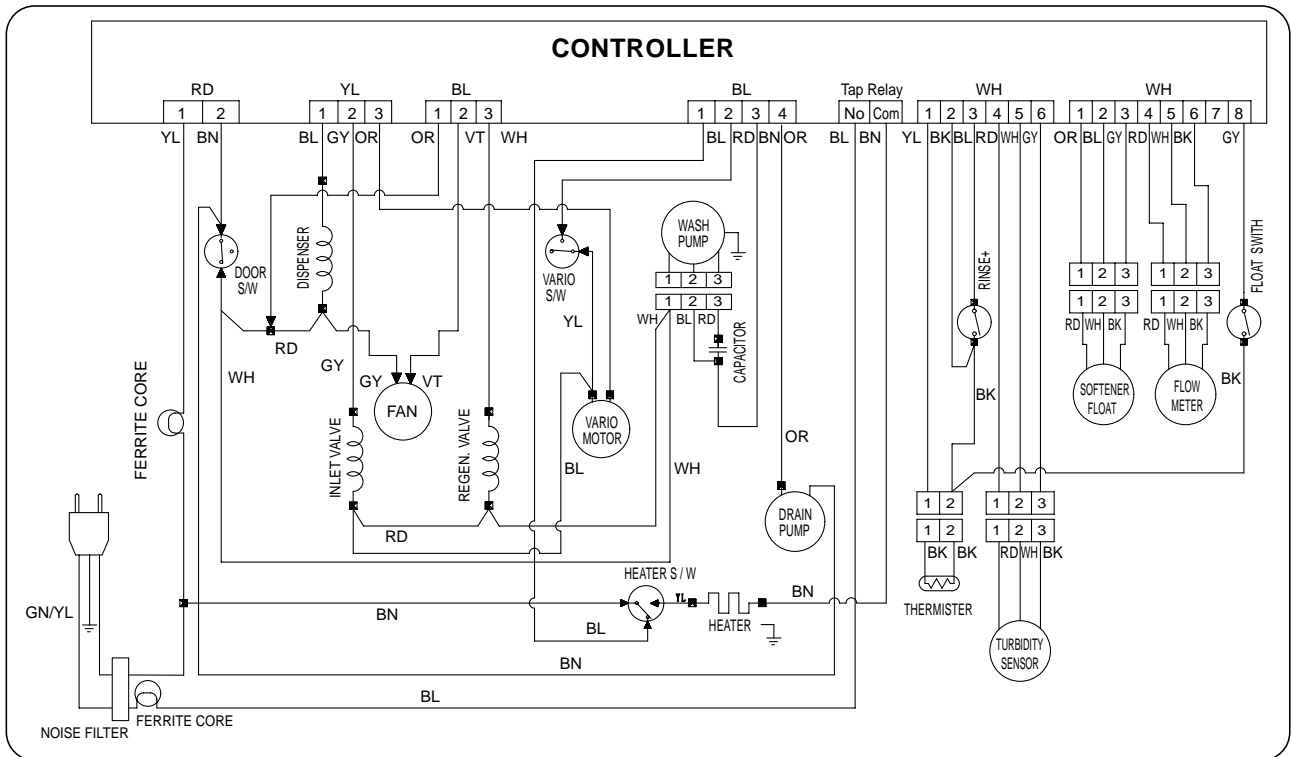 CONTROLLER
RD YL BL BL Tap Relay WH WH
1 2 1 2 3 1 2 3 1 2 3 4 No Com 1 2 3 4 5 6 1 2 3 4 5 6 7 8
YL BN BL GY OR OR VT WH BL RD BN OR BL BN YL BK BL RD WH GY OR BL GY RD WH BK GY
DOOR S/W
DISPENSER
VARIO S/W
WASH PUMP
1 2 3
1 2 3
WH BL RD
CAPACITOR
RINSE+
1 2 3 1 2 3
1 2 3 1 2 3
RD WH BK RD WH BK
FLOAT SWITH
RD
YL
WH
GY
GY VT
FAN
FERRITE CORE
INLET VALVE
REGEN. VALVE
VARIO MOTOR
BL
WH
OR
BK
SOFTENER FLOAT
FLOW METER
BK
RD
DRAIN PUMP
1 2 1 2 3
1 2 1 2 3
BK BK RD WH BK
THERMISTER
TURBIDITY SENSOR
HEATER S / W
YL
HEATER
BN
BN
BL
GN/YL
BN
BL
NOISE FILTER
FERRITE CORE